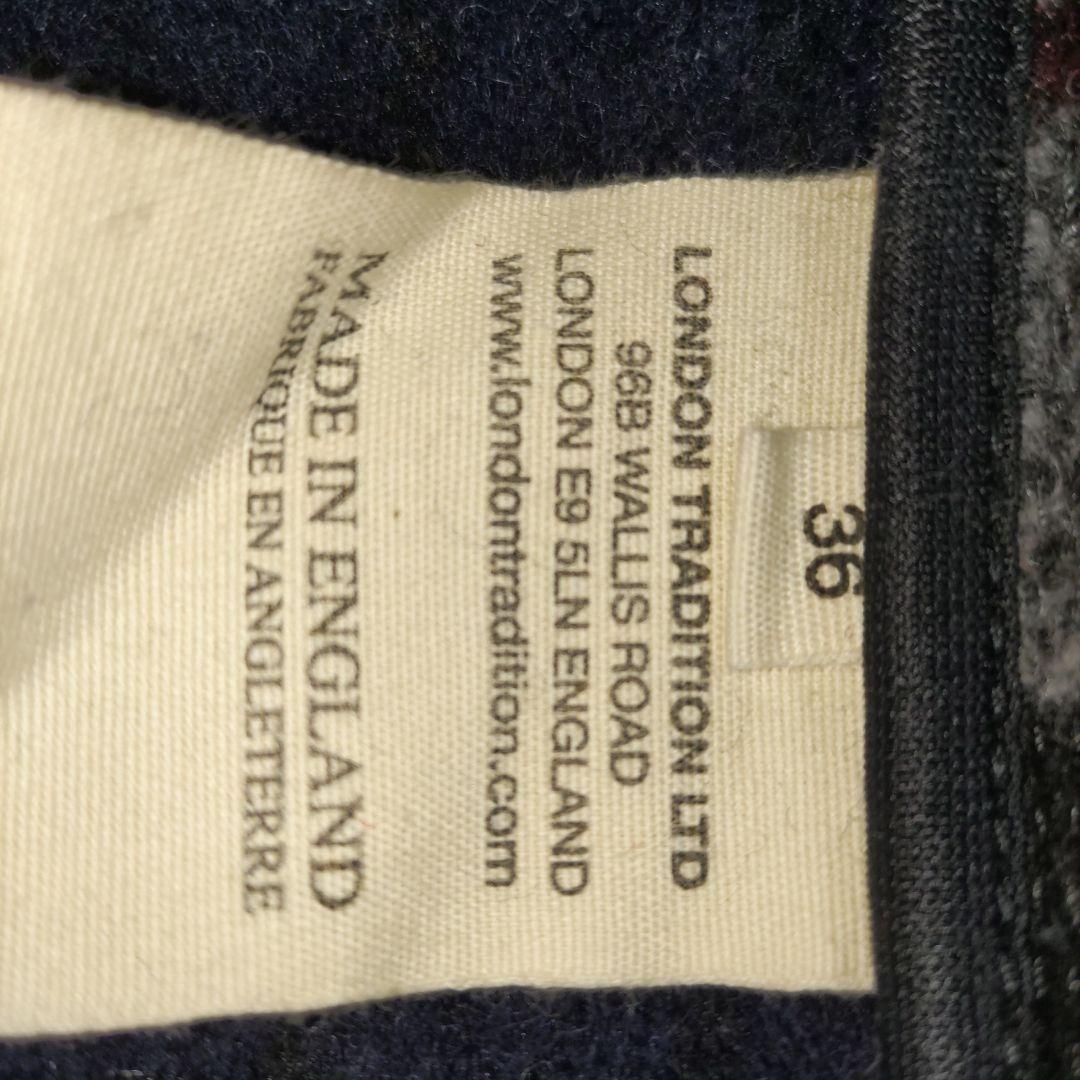 36
LONDON TRADITION LTD
96B WALLIS ROAD
LONDON E9 5LN ENGLAND
www.londontradition.com
MADE IN ENGLAND
FABRIQUE EN ANGLETERRE